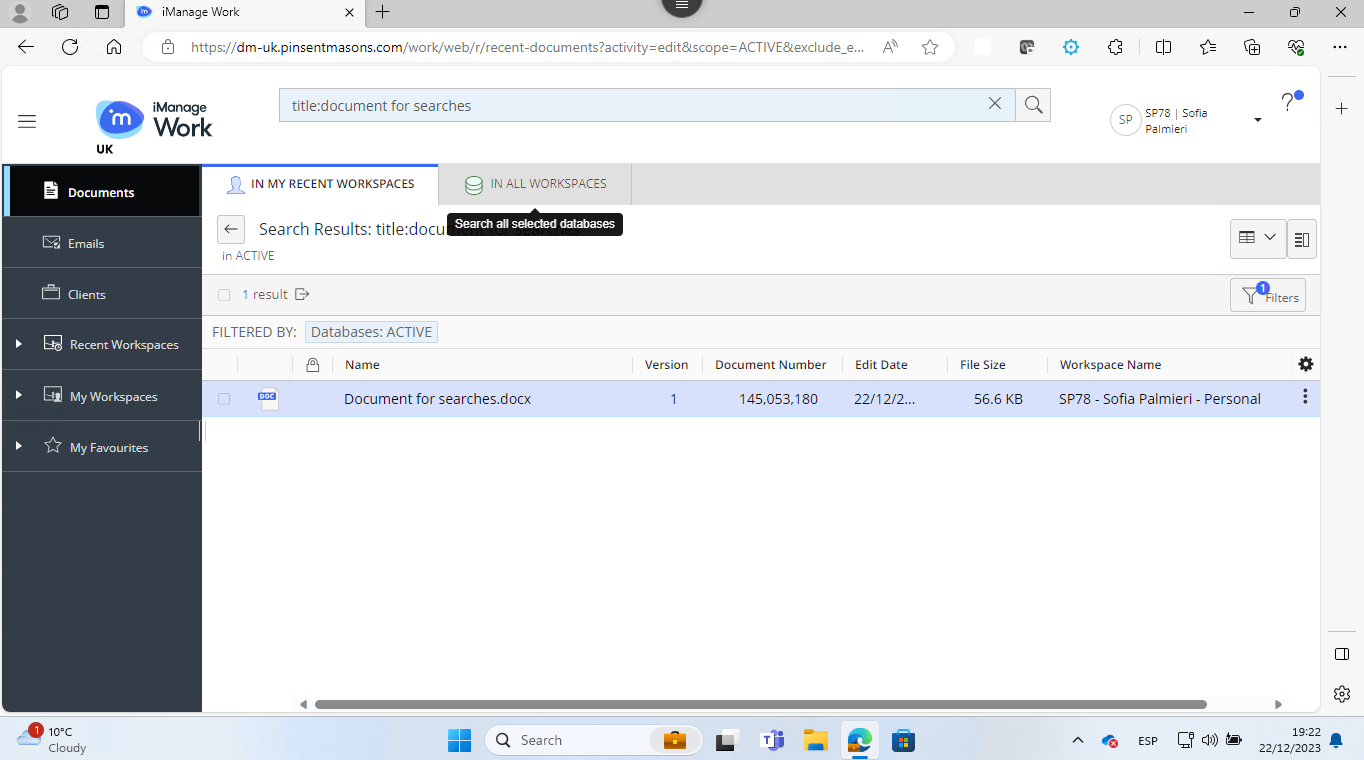 iManage Work
https://dm-uk.pinsentmasons.com/work/web/r/recent-documents?activity=edit&scope=ACTIVE&exclude_e...
iManage
Work
UK
title:document for searches
SP
SP78 | Sofia
Palmieri
?
Documents
Emails
Clients
Recent Workspaces
My Workspaces
My Favourites
IN MY RECENT WORKSPACES
IN ALL WORKSPACES
Search all selected databases
Search Results: title:docu
in ACTIVE
1 result
1
Filters
FILTERED BY: Databases: ACTIVE
Name Version Document Number Edit Date File Size Workspace Name
DOC Document for searches.docx 1 145,053,180 22/12/2... 56.6 KB SP78 - Sofia Palmieri - Personal
1
10°C
Cloudy
Search
ESP
19:22
22/12/2023